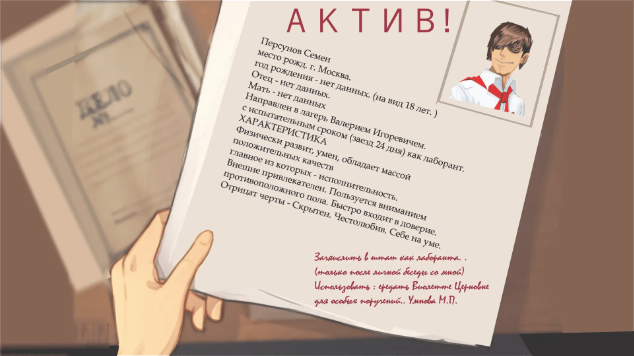 АКТИВ!
Персунов Семен
место рожд. г. Москва.
год рождения - нет данных. (на вид 18 лет. )
Отец - нет данных.
Мать - нет данных
Направлен в лагерь Валерием Игоревичем.
с испытательным сроком (заезд 24 дня) как лаборант.
ХАРАКТЕРИСТИКА
Физически развит, умен, обладает массой
положительных качеств
главное из которых - исполнительность.
Внешне привлекателен. Пользуется вниманием
противоположного пола. Быстро входит в доверие.
Отрицат черты - Скрытен. Честолюбив. Себе на уме.
Зачислить в штат как лаборанта. .
(только после личной беседы со мной)
Использовать : Виолетте Церновне
для особых поручений.. Умнова М.П.
ДЕЛО
№